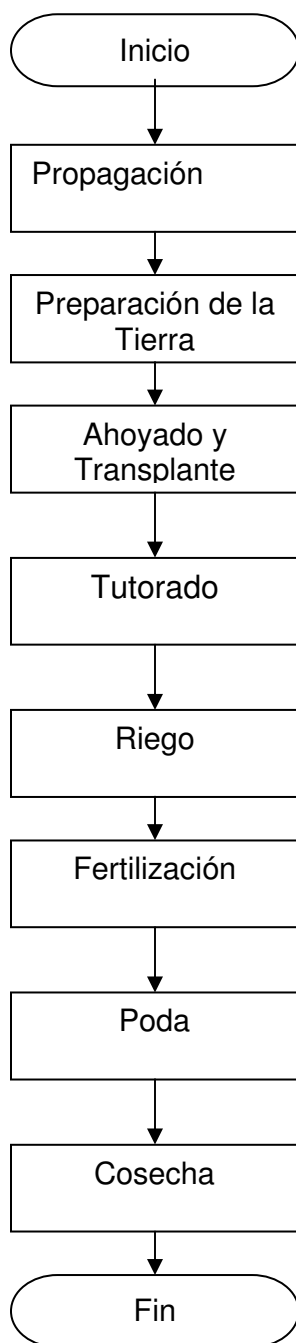 Inicio
Propagación
Preparación de la
Tierra
Ahoyado y
Transplante
Tutorado
Riego
Fertilización
Poda
Cosecha
Fin